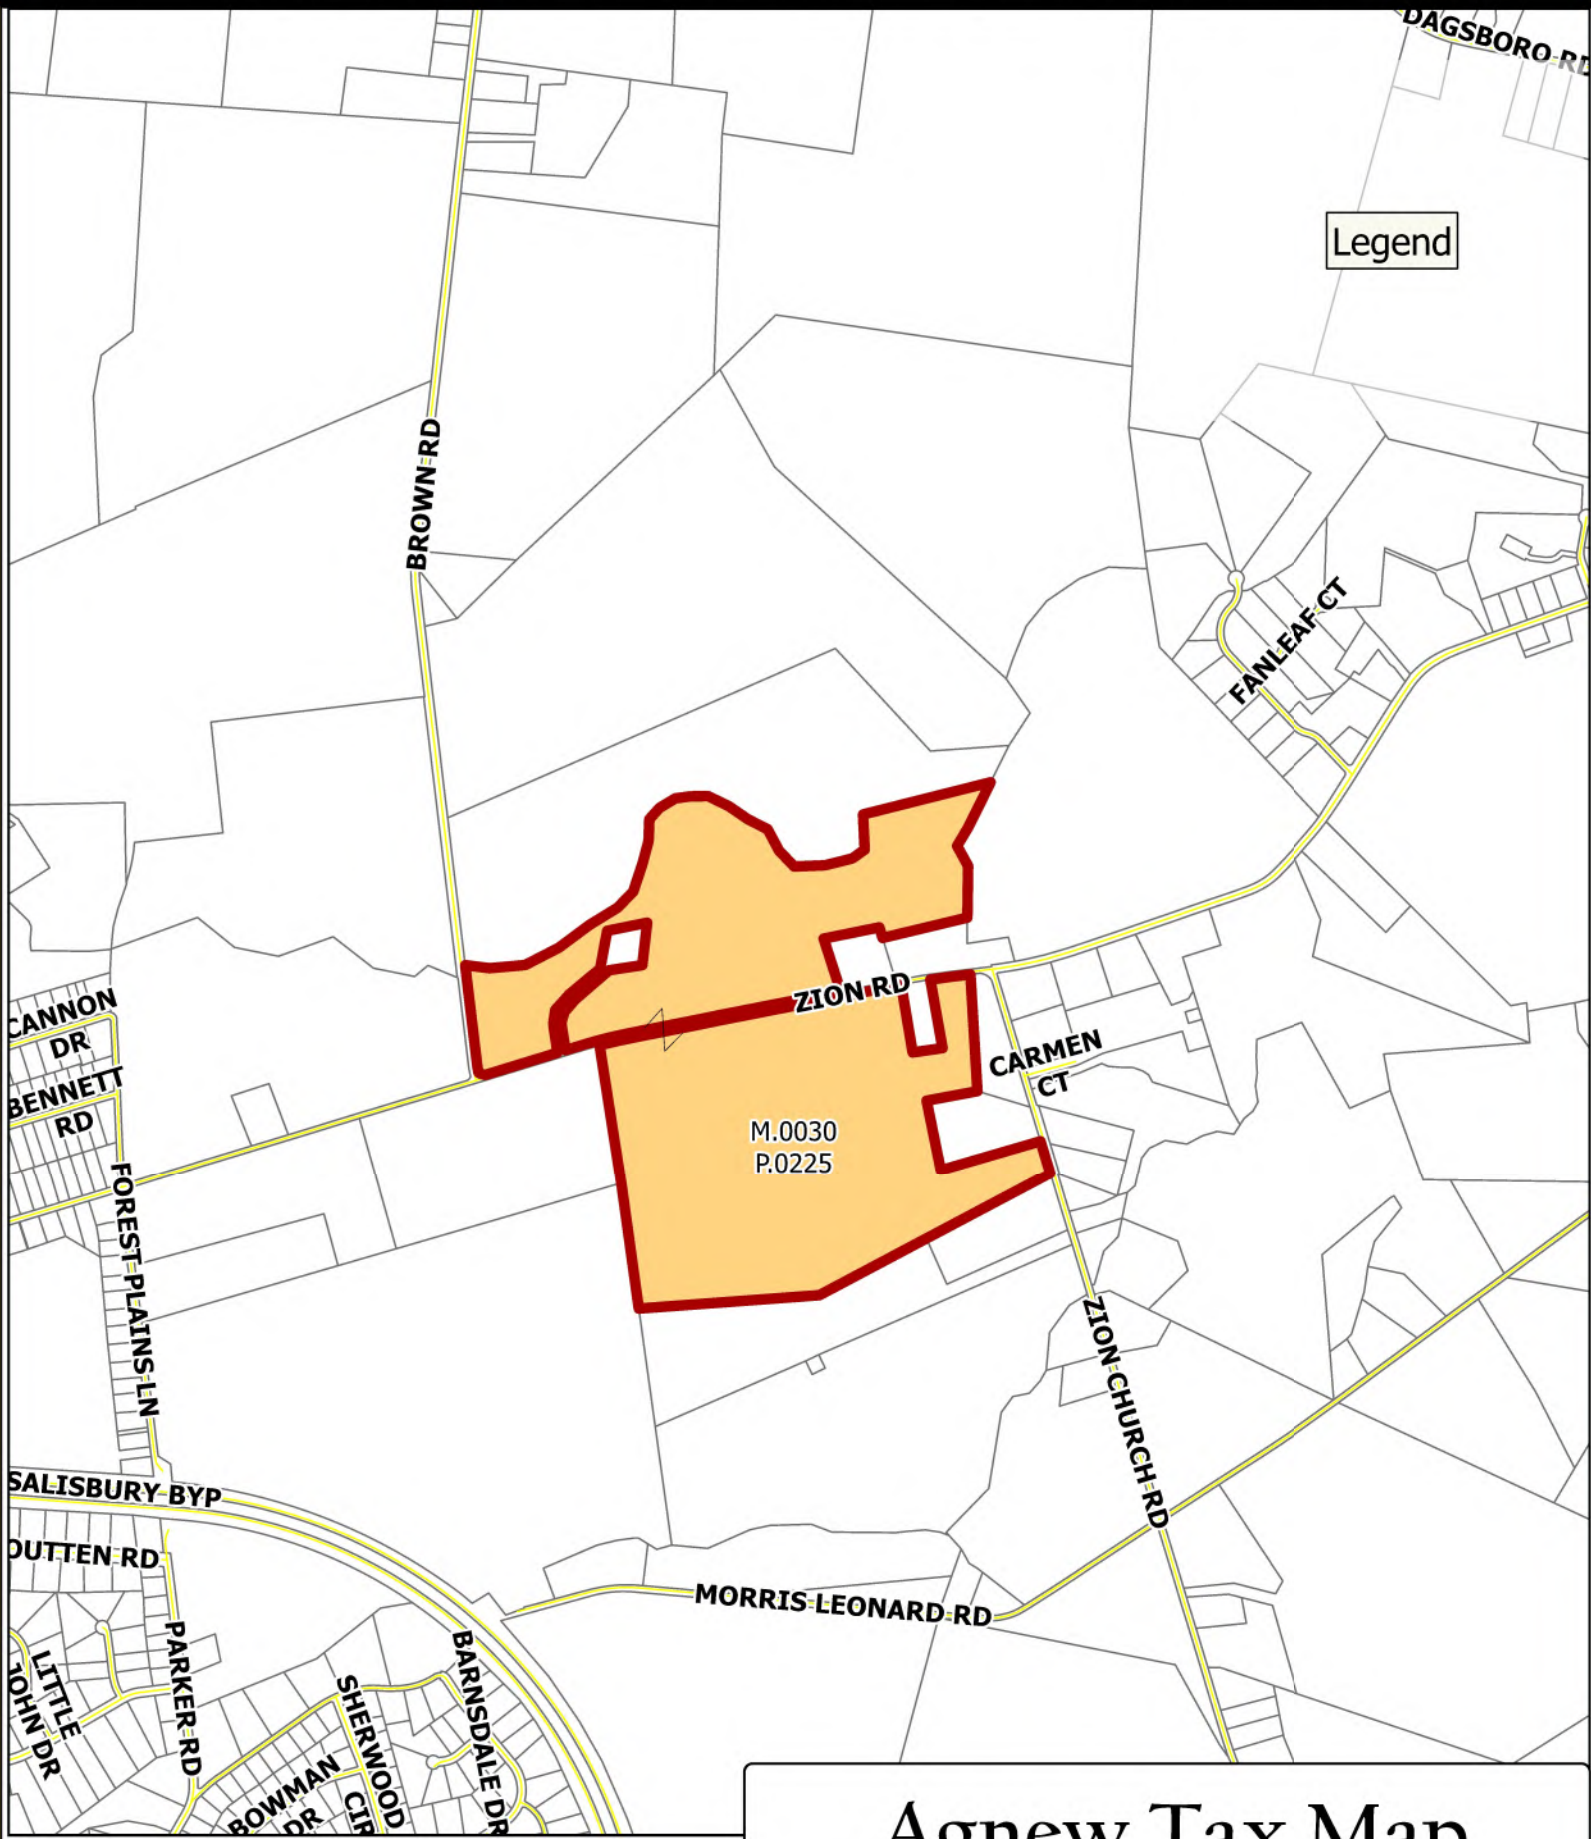 DAGSBORO RD
Legend
BROWN RD
FANLEAF CT
ZION RD
CANNON
DR
BENNETT
RD
CARMEN
CT
M.0030
P.0225
FOREST PLAINS LN
ZION CHURCH RD
SALISBURY BYP
OUTTEN RD
MORRIS LEONARD RD
LITTLE
JOHN DR
PARKER RD
SHERWOOD
CIR
BARNSDALE DR
BOWMAN
DR
Agnew Tax Map